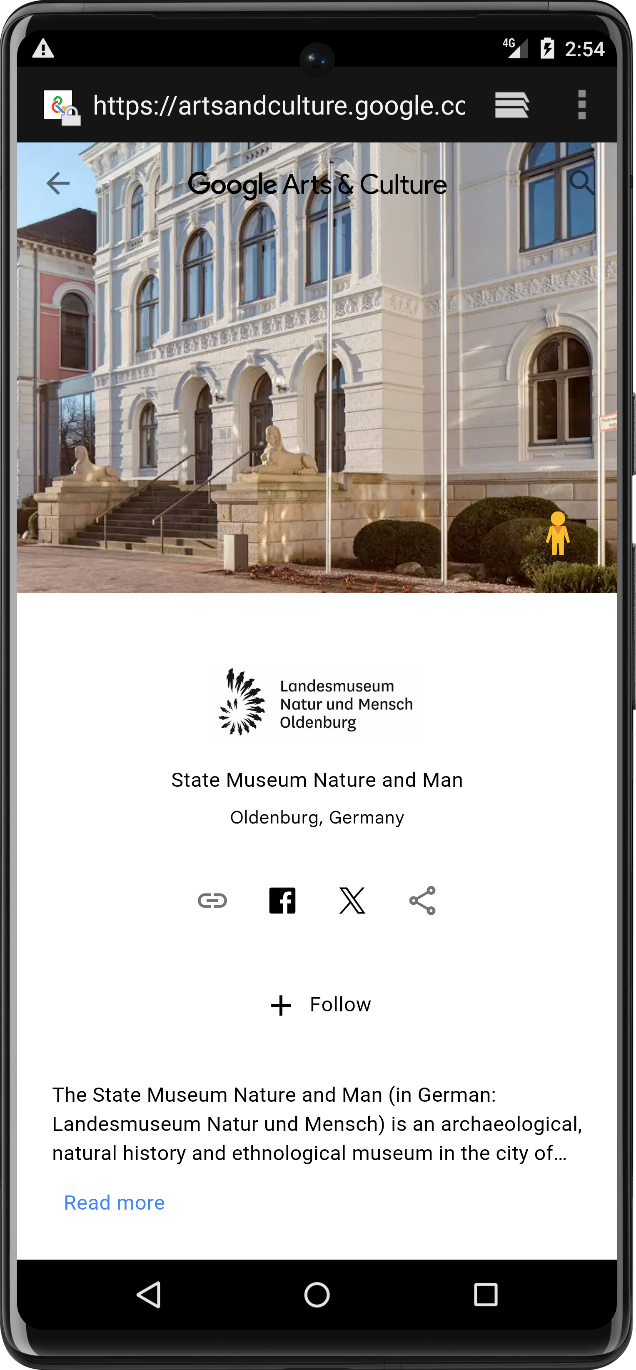 4G 2:54
https://artsandculture.google.cc
Google Arts & Culture
Landesmuseum
Natur und Mensch
Oldenburg
State Museum Nature and Man
Oldenburg, Germany
Follow
The State Museum Nature and Man (in German:
Landesmuseum Natur und Mensch) is an archaeological,
natural history and ethnological museum in the city of…
Read more